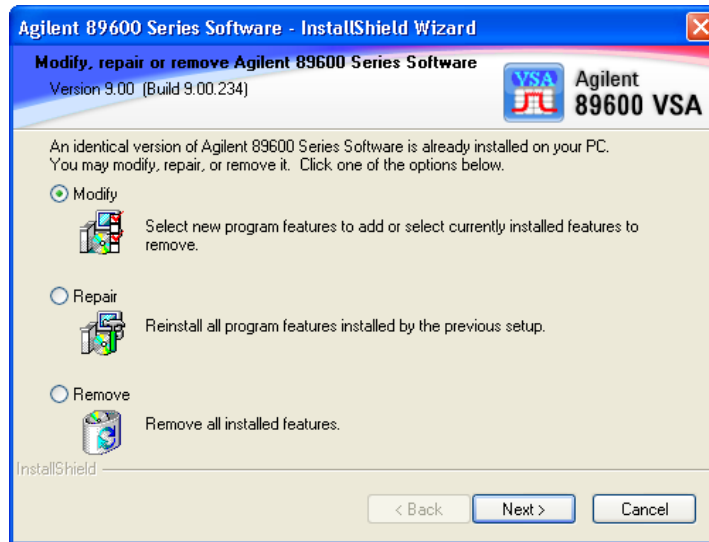 Agilent 89600 Series Software - InstallShield Wizard
Modify, repair or remove Agilent 89600 Series Software
Version 9.00 (Build 9.00.234)
VSA
Agilent
89600 VSA
An identical version of Agilent 89600 Series Software is already installed on your PC.
You may modify, repair, or remove it. Click one of the options below.
Modify
Select new program features to add or select currently installed features to
remove.
Repair
Reinstall all program features installed by the previous setup.
Remove
Remove all installed features.
InstallShield
< Back
Next >
Cancel